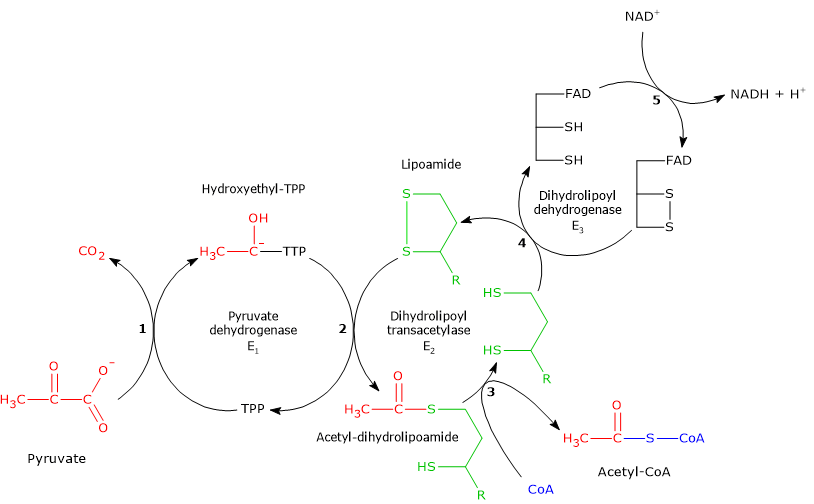 NAD⁺
FAD
SH
SH
5
NADH + H⁺
FAD
S
S
Dihydrolipoyl
dehydrogenase
E₃
4
Lipoamide
S
S
R
Hydroxyethyl-TPP
OH
H₃C
C⁻
TTP
CO₂
1
Pyruvate
dehydrogenase
E₁
2
Dihydrolipoyl
transacetylase
E₂
HS
HS
R
O
O⁻
H₃C
C
C
O
Pyruvate
TPP
O
H₃C
C
S
Acetyl-dihydrolipoamide
HS
R
3
CoA
O
H₃C
C
S
CoA
Acetyl-CoA